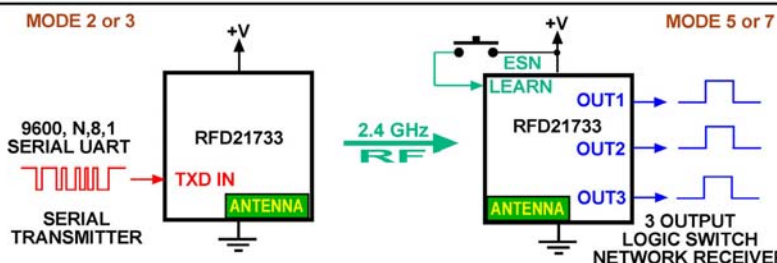 MODE 2 or 3
+V
9600, N,8,1
SERIAL UART
RFD21733
TXD IN
ANTENNA
SERIAL
TRANSMITTER
2.4 GHz
RF
MODE 5 or 7
+V
ESN
LEARN
OUT1
RFD21733
OUT2
OUT3
ANTENNA
3 OUTPUT
LOGIC SWITCH
NETWORK RECEIVER